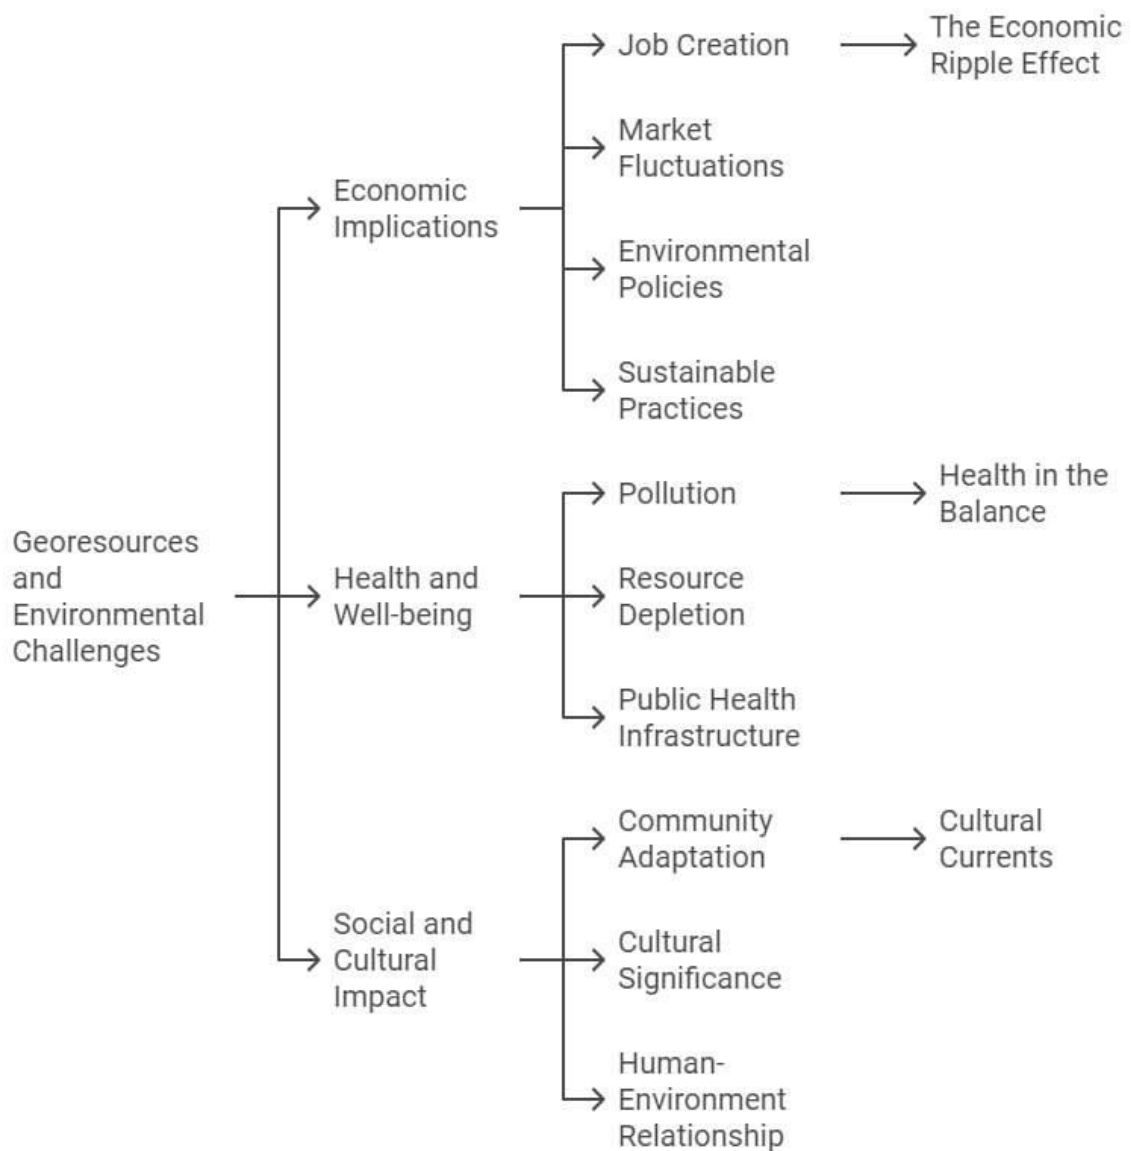 Georesources
and
Environmental
Challenges
Economic
Implications
Job Creation
The Economic
Ripple Effect
Market
Fluctuations
Environmental
Policies
Sustainable
Practices
Health and
Well-being
Pollution
Health in the
Balance
Resource
Depletion
Public Health
Infrastructure
Social and
Cultural
Impact
Community
Adaptation
Cultural
Currents
Cultural
Significance
Human-
Environment
Relationship